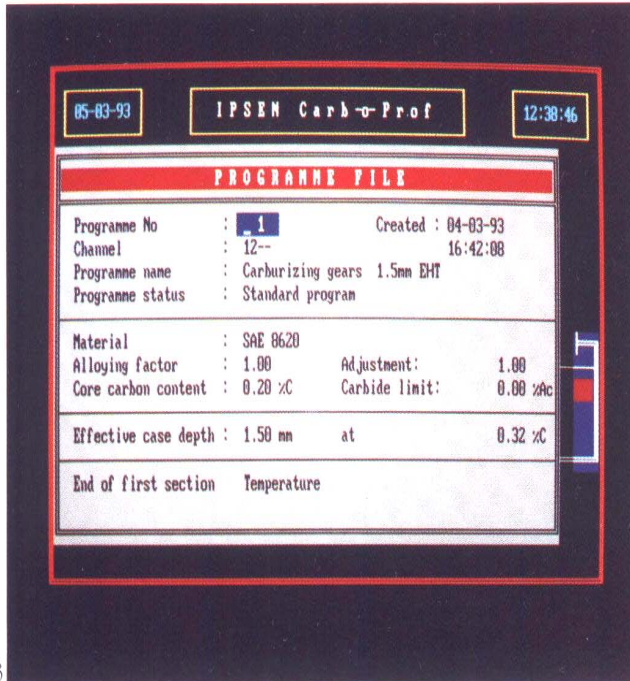 05-03-93 IPSEN Carb-o-Prof 12:38:46
PROGRAMME FILE
Programme No : _ 1 Created : 04-03-93
Channel : 12-- 16:42:08
Programme name : Carburizing gears 1.5mm EHT
Programme status : Standard program
Material : SAE 8620
Alloying factor : 1.00 Adjustment: 1.00
Core carbon content : 0.20 %C Carbide limit: 0.00 %Ac
Effective case depth : 1.50 mm at 0.32 %C
End of first section Temperature